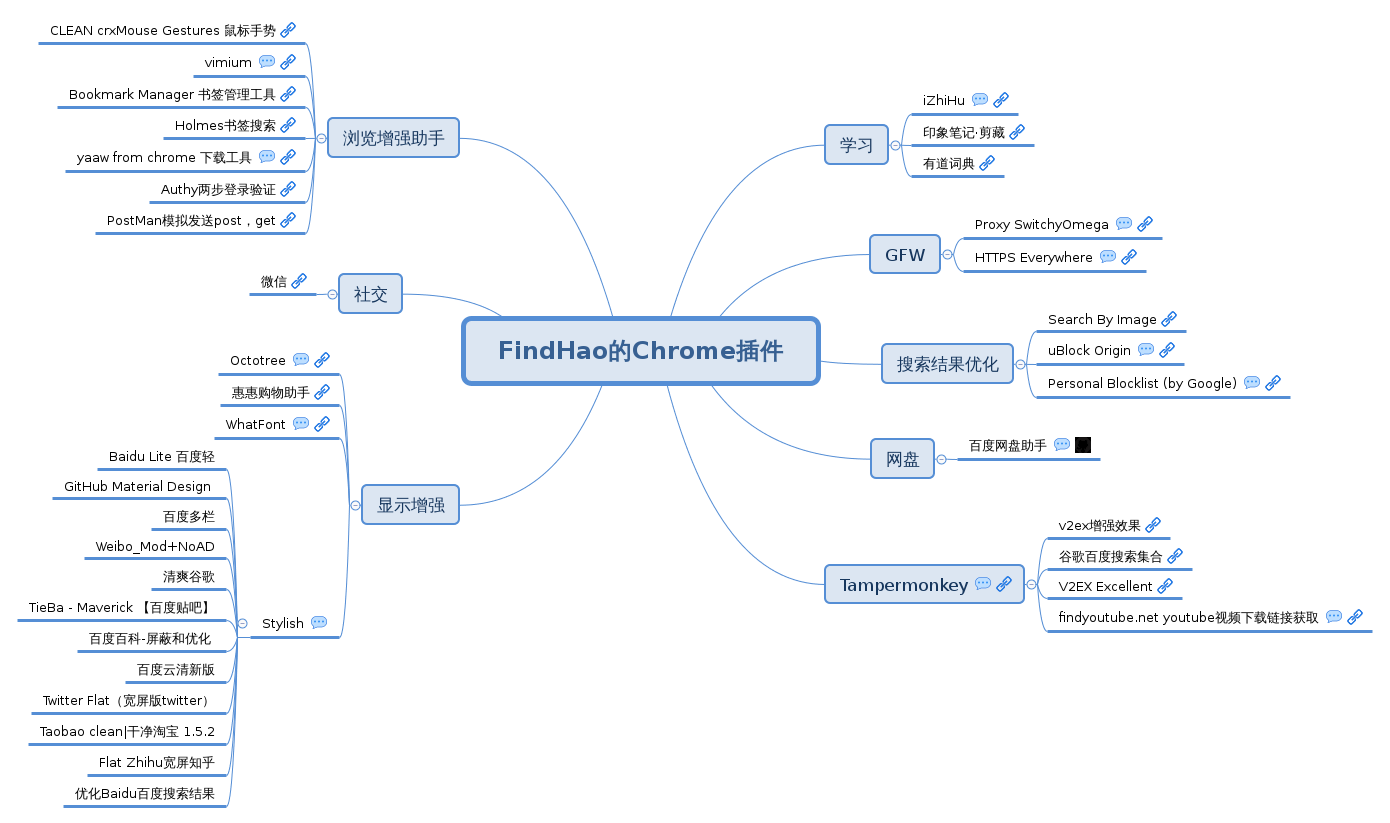 FindHao的Chrome插件
浏览增强助手
CLEAN crxMouse Gestures 鼠标手势
vimium
Bookmark Manager 书签管理工具
Holmes书签搜索
yaaw from chrome 下载工具
Authy两步登录验证
PostMan模拟发送post，get
社交
微信
显示增强
Octotree
惠惠购物助手
WhatFont
Stylish
Baidu Lite 百度轻
GitHub Material Design
百度多栏
Weibo_Mod+NoAD
清爽谷歌
TieBa - Maverick 【百度贴吧】
百度百科-屏蔽和优化
百度云清新版
Twitter Flat（宽屏版twitter）
Taobao clean|干净淘宝 1.5.2
Flat Zhihu宽屏知乎
优化Baidu百度搜索结果
学习
iZhiHu
印象笔记·剪藏
有道词典
GFW
Proxy SwitchyOmega
HTTPS Everywhere
搜索结果优化
Search By Image
uBlock Origin
Personal Blocklist (by Google)
网盘
百度网盘助手
Tampermonkey
v2ex增强效果
谷歌百度搜索集合
V2EX Excellent
findyoutube.net youtube视频下载链接获取